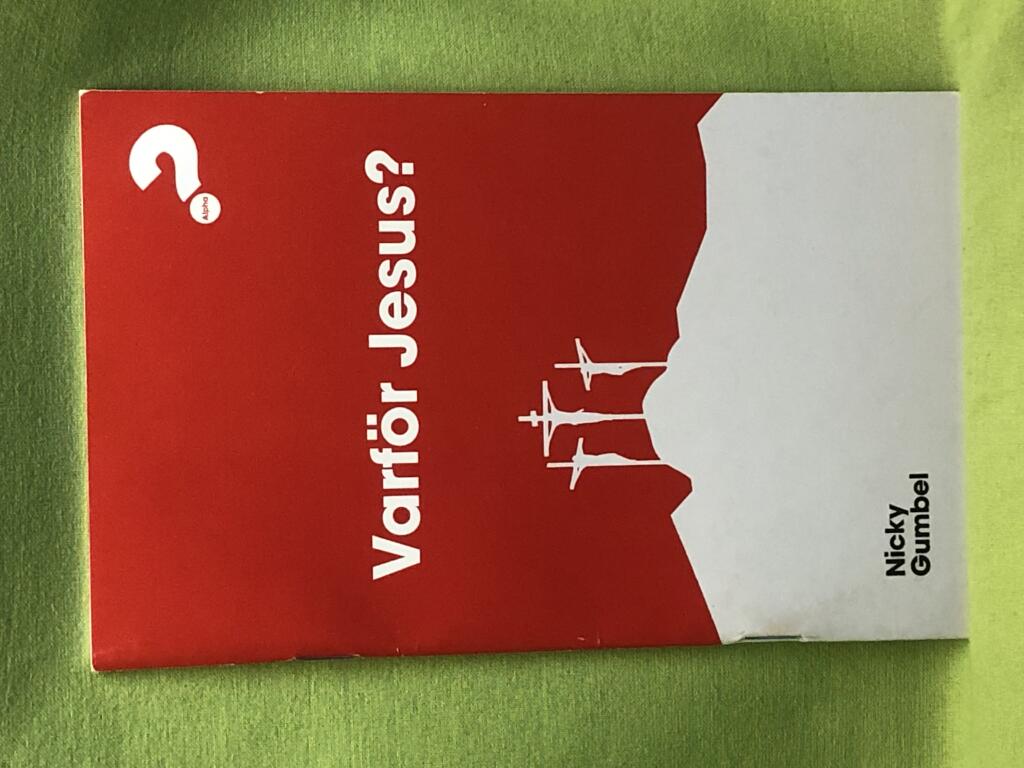 Alpha
Varför Jesus?
Nicky
Gumbel